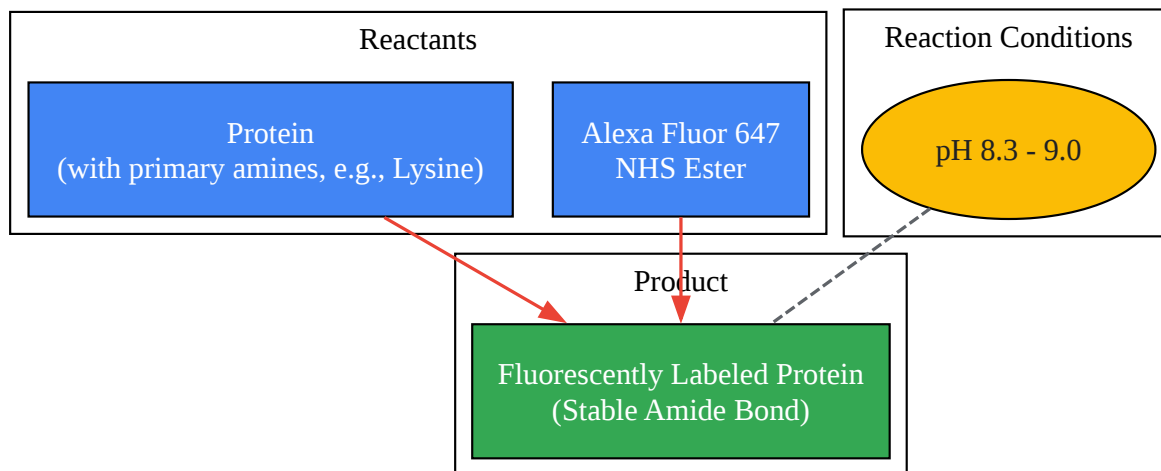 Reactants
Protein
(with primary amines, e.g., Lysine)
Alexa Fluor 647
NHS Ester
Reaction Conditions
pH 8.3 - 9.0
Product
Fluorescently Labeled Protein
(Stable Amide Bond)